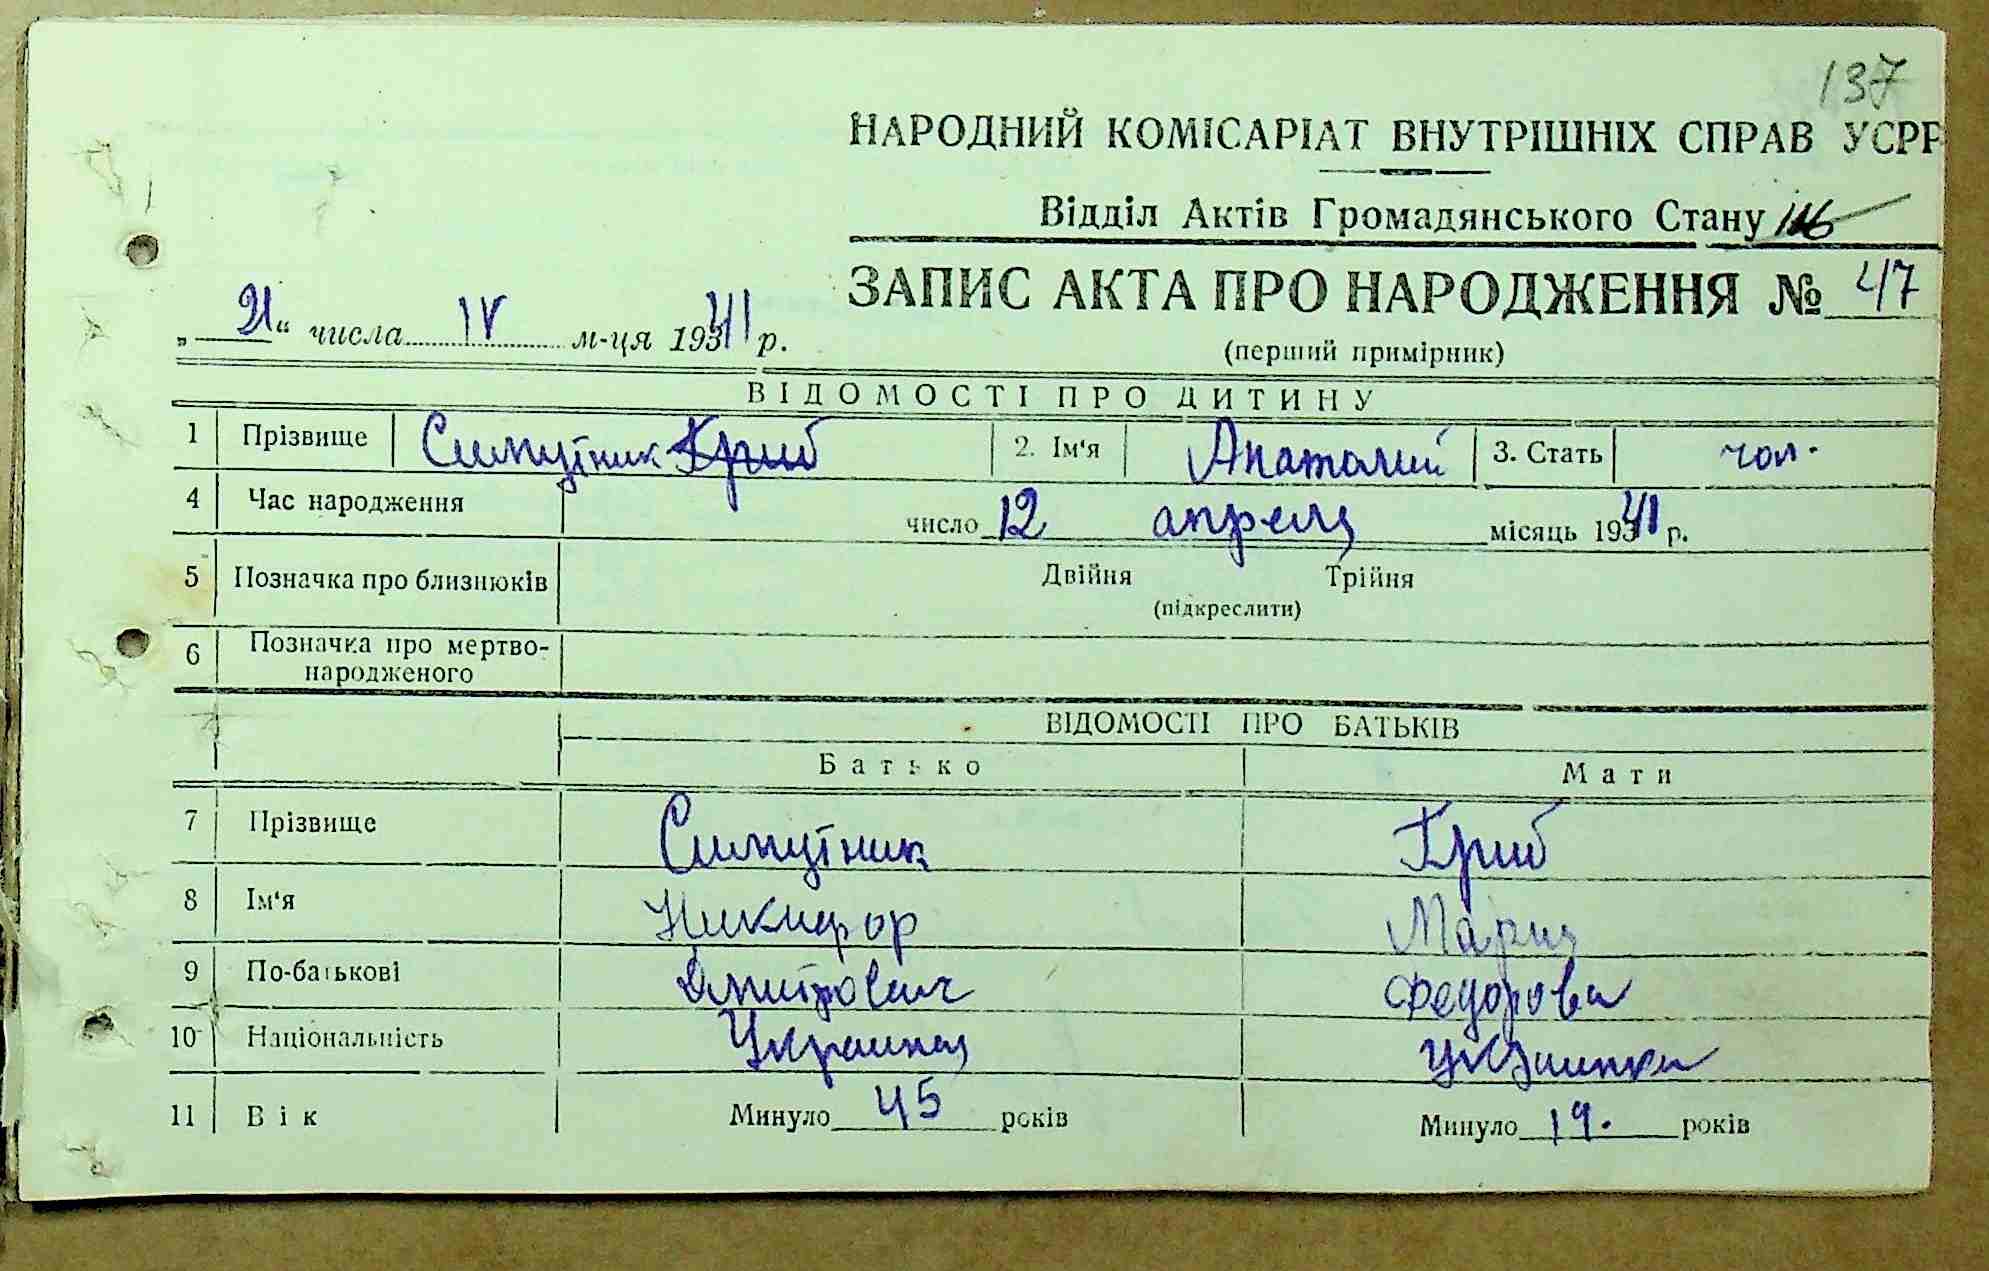 137
НАРОДНИЙ КОМІСАРІАТ ВНУТРІШНІХ СПРАВ УСРР
Відділ Актів Громадянського Стану 116
ЗАПИС АКТА ПРО НАРОДЖЕННЯ № 47
„21“ числа IV м-ця 1941 р.
(перший примірник)
ВІДОМОСТІ ПРО ДИТИНУ
1 Прізвище Сипутник Гриб 2. Ім'я Анатолий 3. Стать чол.
4 Час народження число 12 апреля місяць 1941 р.
5 Позначка про близнюків Двійня Трійня
(підкреслити)
6 Позначка про мертво-
народженого
ВІДОМОСТІ ПРО БАТЬКІВ
Батько Мати
7 Прізвище Сипутник Гриб
8 Ім'я Никифор Мария
9 По-батькові Дмитрович Федорова
10 Національність Украинец Украинка
11 Вік Минуло 45 років Минуло 19. років